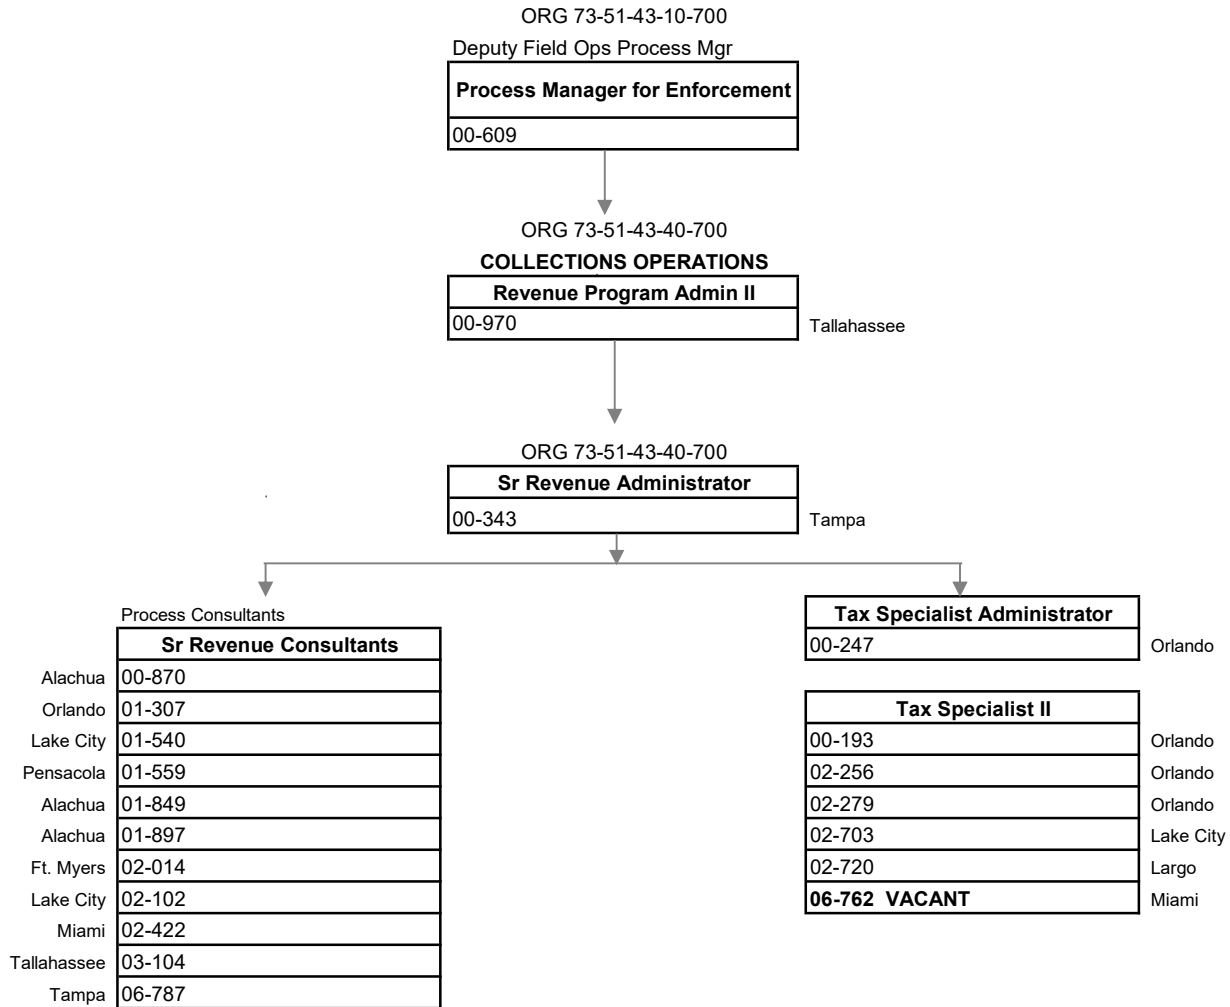 ORG 73-51-43-10-700
Deputy Field Ops Process Mgr
Process Manager for Enforcement
00-609
ORG 73-51-43-40-700
COLLECTIONS OPERATIONS
Revenue Program Admin II
00-970 Tallahassee
ORG 73-51-43-40-700
Sr Revenue Administrator
00-343 Tampa
Process Consultants
Sr Revenue Consultants
Alachua 00-870
Orlando 01-307
Lake City 01-540
Pensacola 01-559
Alachua 01-849
Alachua 01-897
Ft. Myers 02-014
Lake City 02-102
Miami 02-422
Tallahassee 03-104
Tampa 06-787
Tax Specialist Administrator
00-247 Orlando
Tax Specialist II
00-193 Orlando
02-256 Orlando
02-279 Orlando
02-703 Lake City
02-720 Largo
06-762 VACANT Miami